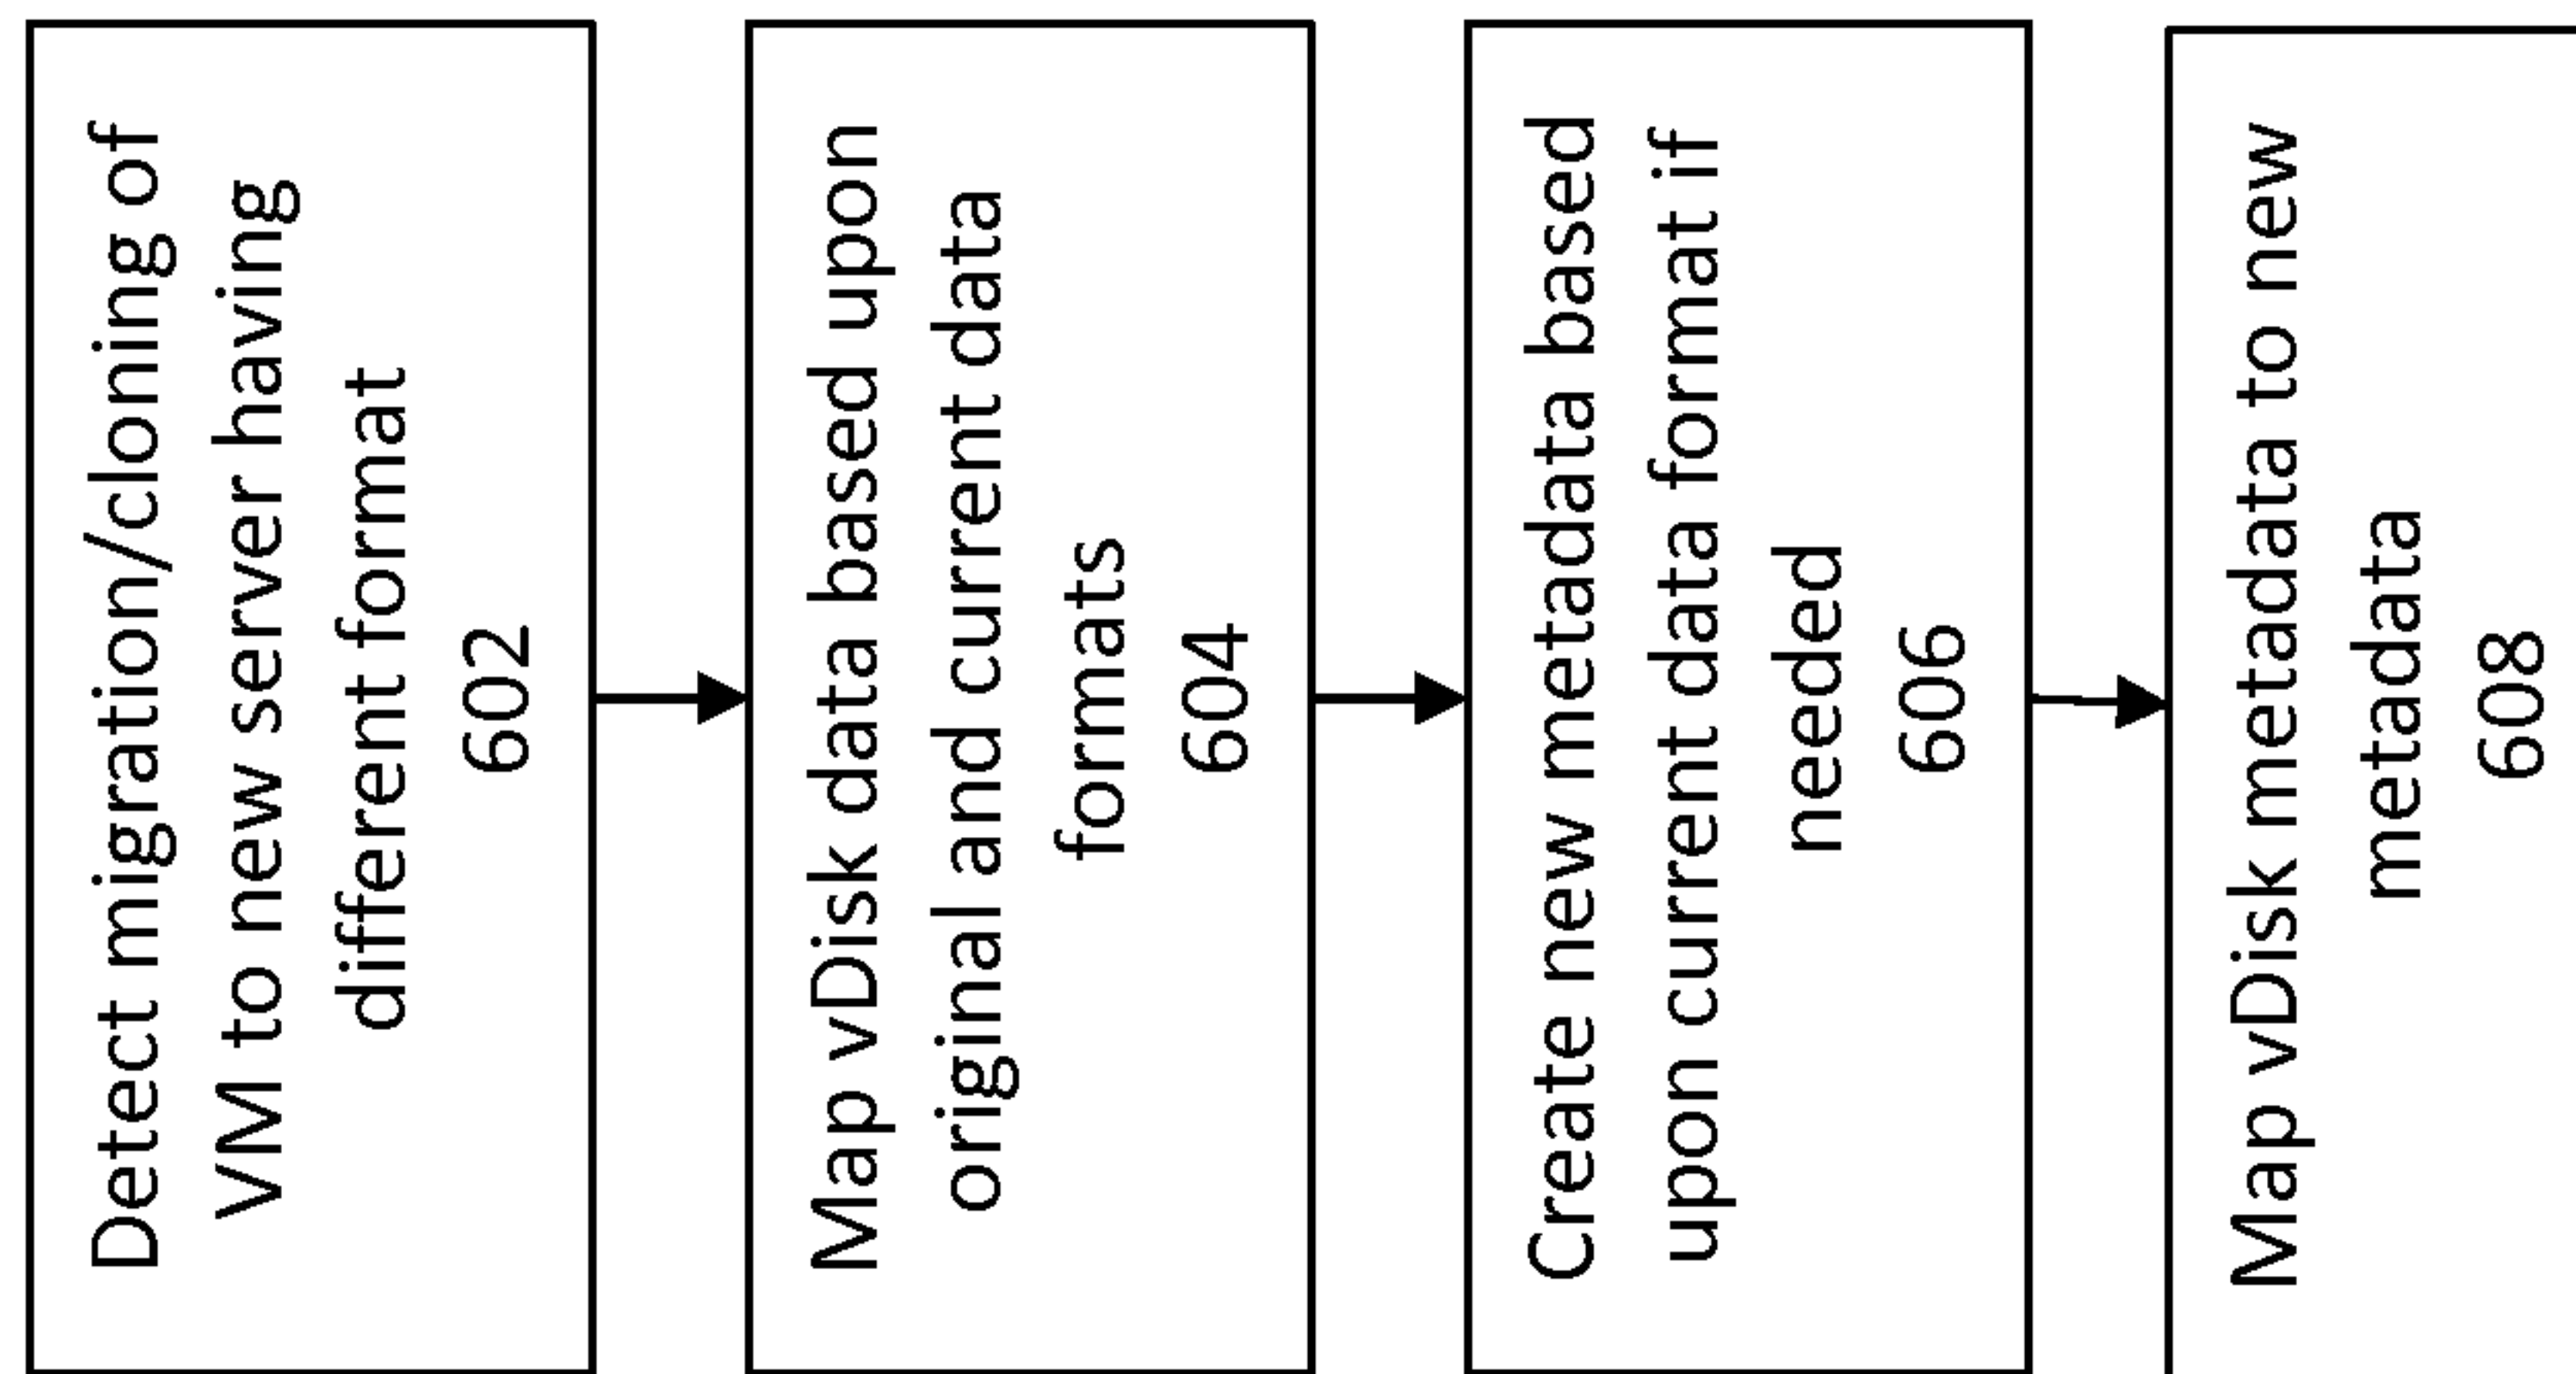 Detect migration/cloning of
VM to new server having
different format
602
Map vDisk data based upon
original and current data
formats
604
Create new metadata based
upon current data format if
needed
606
Map vDisk metadata to new
metadata
608